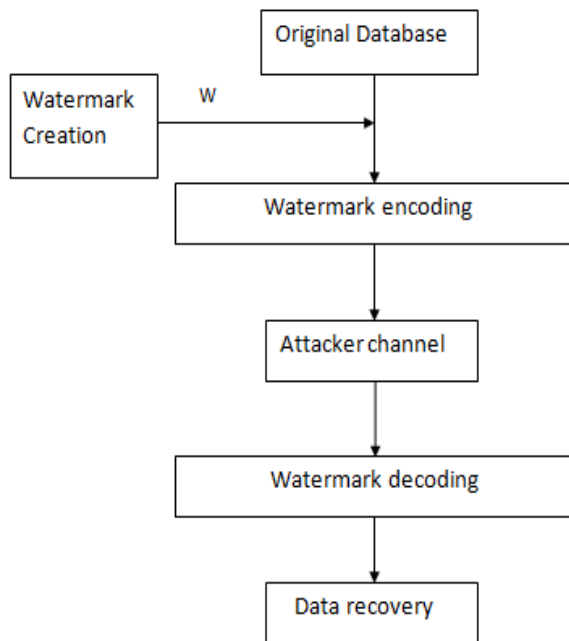 Original Database
Watermark
Creation
W
Watermark encoding
Attacker channel
Watermark decoding
Data recovery